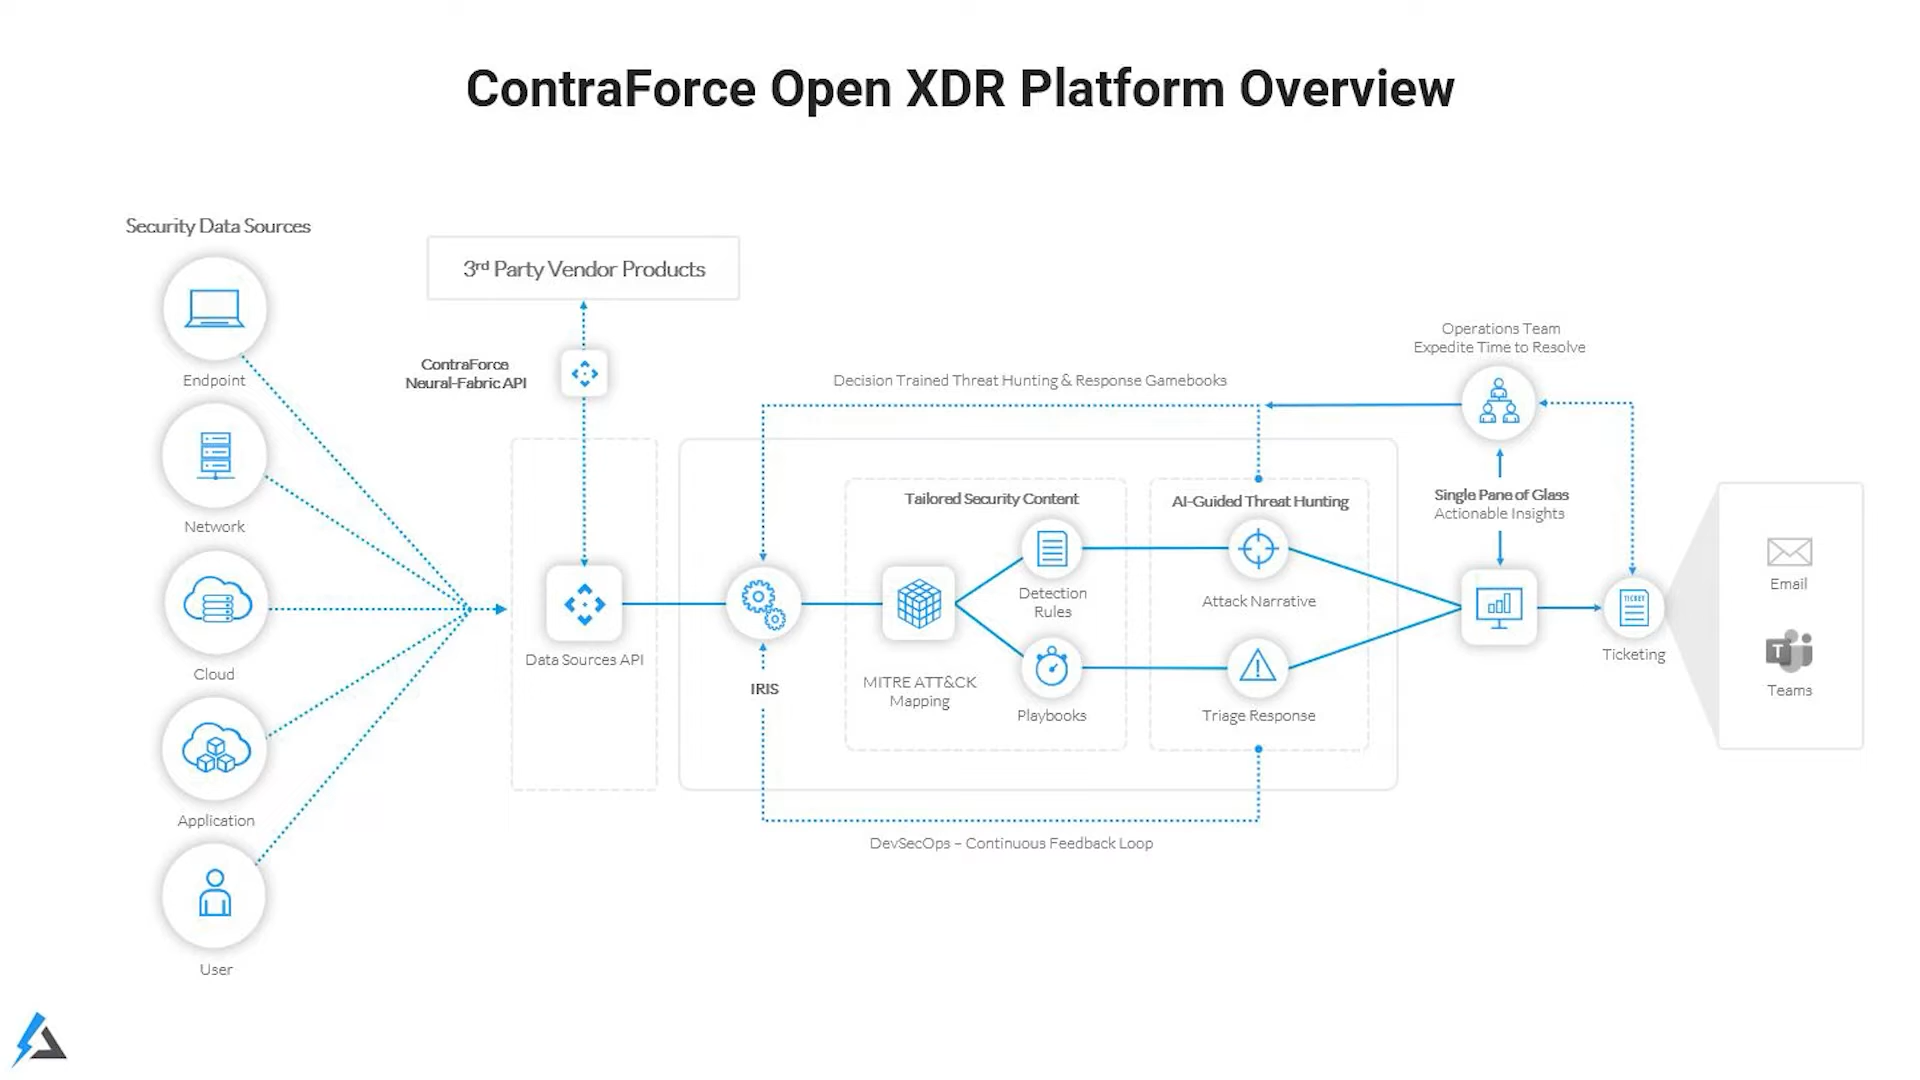 ContraForce Open XDR Platform Overview
Security Data Sources
Endpoint
Network
Cloud
Application
User
3rd Party Vendor Products
ContraForce
Neural-Fabric API
Data Sources API
Decision Trained Threat Hunting & Response Gamebooks
IRIS
Tailored Security Content
MITRE ATT&CK
Mapping
Detection
Rules
Playbooks
AI-Guided Threat Hunting
Attack Narrative
Triage Response
DevSecOps – Continuous Feedback Loop
Operations Team
Expedite Time to Resolve
Single Pane of Glass
Actionable Insights
TICKET
Ticketing
Email
T
Teams